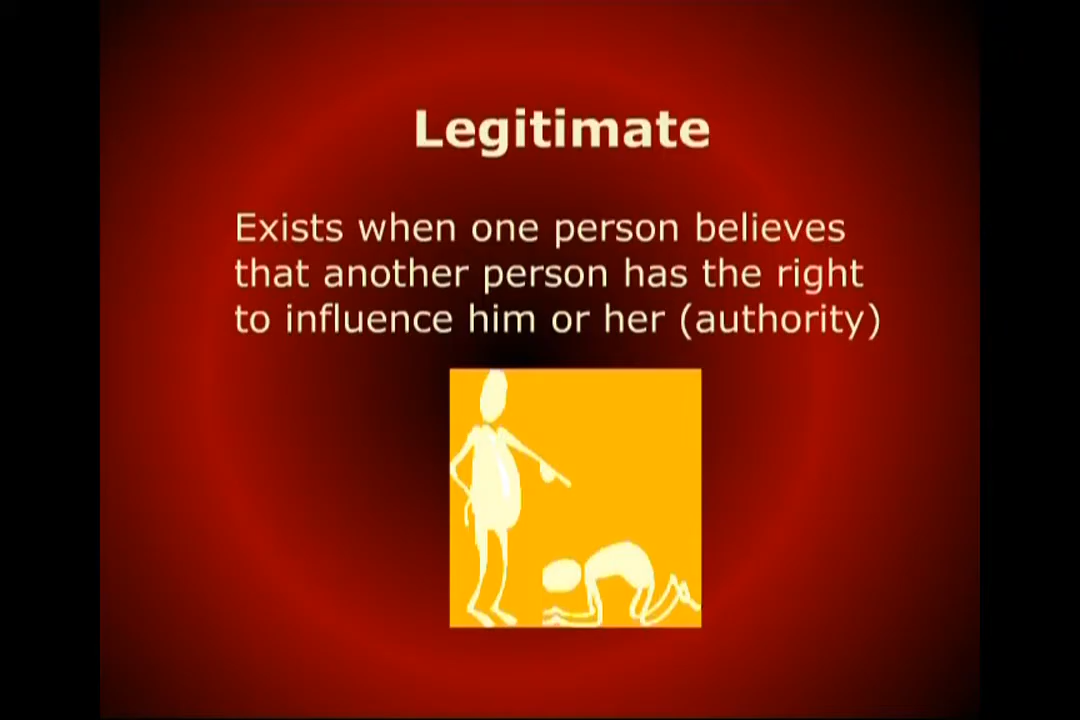 Legitimate
Exists when one person believes
that another person has the right
to influence him or her (authority)